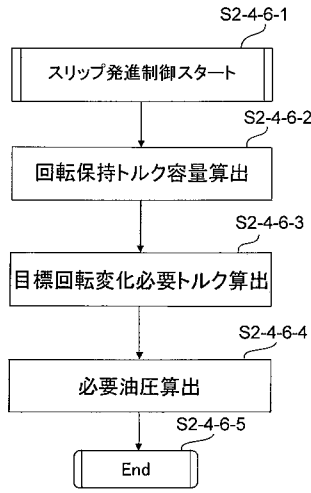 S2-4-6-1
スリップ発進制御スタート
S2-4-6-2
回転保持トルク容量算出
S2-4-6-3
目標回転変化必要トルク算出
S2-4-6-4
必要油圧算出
S2-4-6-5
End